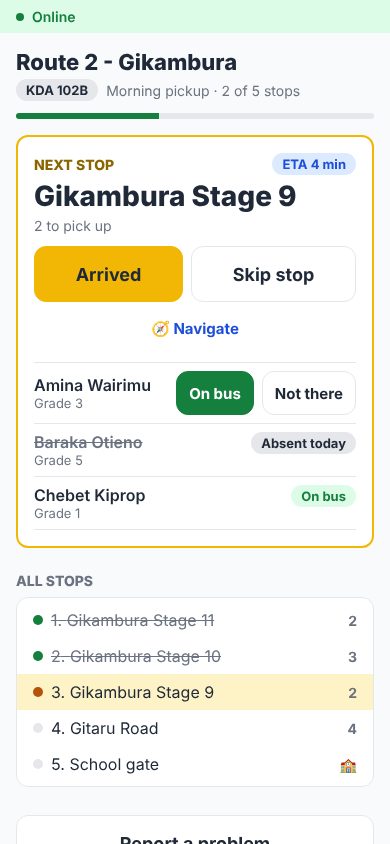 Online
Route 2 - Gikambura
KDA 102B Morning pickup · 2 of 5 stops
NEXT STOP ETA 4 min
Gikambura Stage 9
2 to pick up
Arrived Skip stop
🧭 Navigate
Amina Wairimu On bus Not there
Grade 3
Baraka Otieno Absent today
Grade 5
Chebet Kiprop On bus
Grade 1
ALL STOPS
1. Gikambura Stage 11 2
2. Gikambura Stage 10 3
3. Gikambura Stage 9 2
4. Gitaru Road 4
5. School gate 🏫
Report a problem